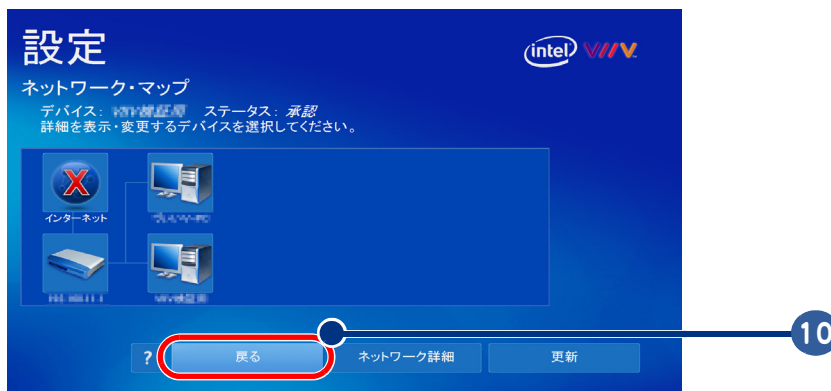 設定
intel VIIV
ネットワーク・マップ
デバイス: ステータス: 承認
詳細を表示・変更するデバイスを選択してください。
インターネット
? 戻る ネットワーク詳細 更新
10